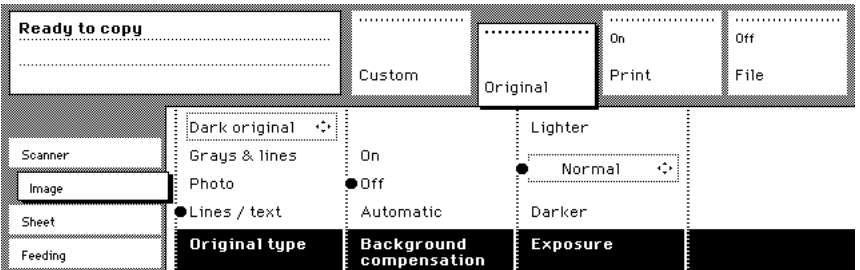 Ready to copy
Custom
Original
On
Print
Off
File
Scanner
Image
Sheet
Feeding
Dark original
Grays & lines
Photo
Lines / text
Original type
On
Off
Automatic
Background
compensation
Lighter
Normal
Darker
Exposure